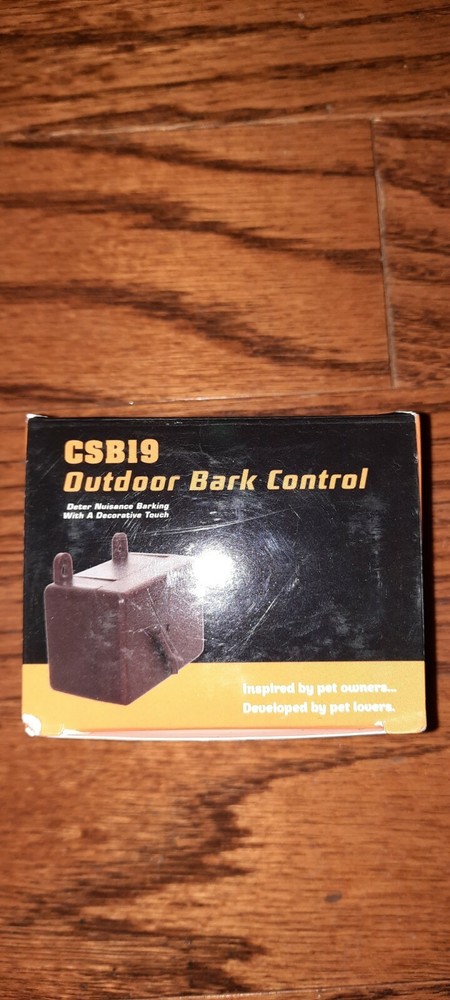 CSB19
Outdoor Bark Control
Deter Nuisance Barking
With A Decorative Touch
Inspired by pet owners...
Developed by pet lovers.